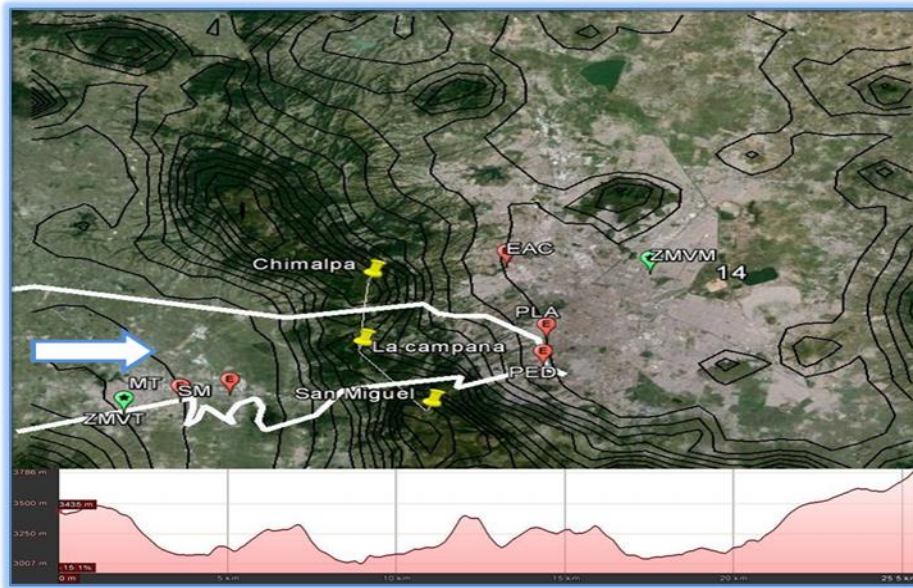 EAC
ZMVM
14
Chimalpa
PLA
E
La campana
E
PED
MT
SM
E
San Miguel
ZMVT
3786 m
3500 m
3435 m
3250 m
3007 m
-15.1%
0 m
5 km
10 km
15 km
20 km
25.5